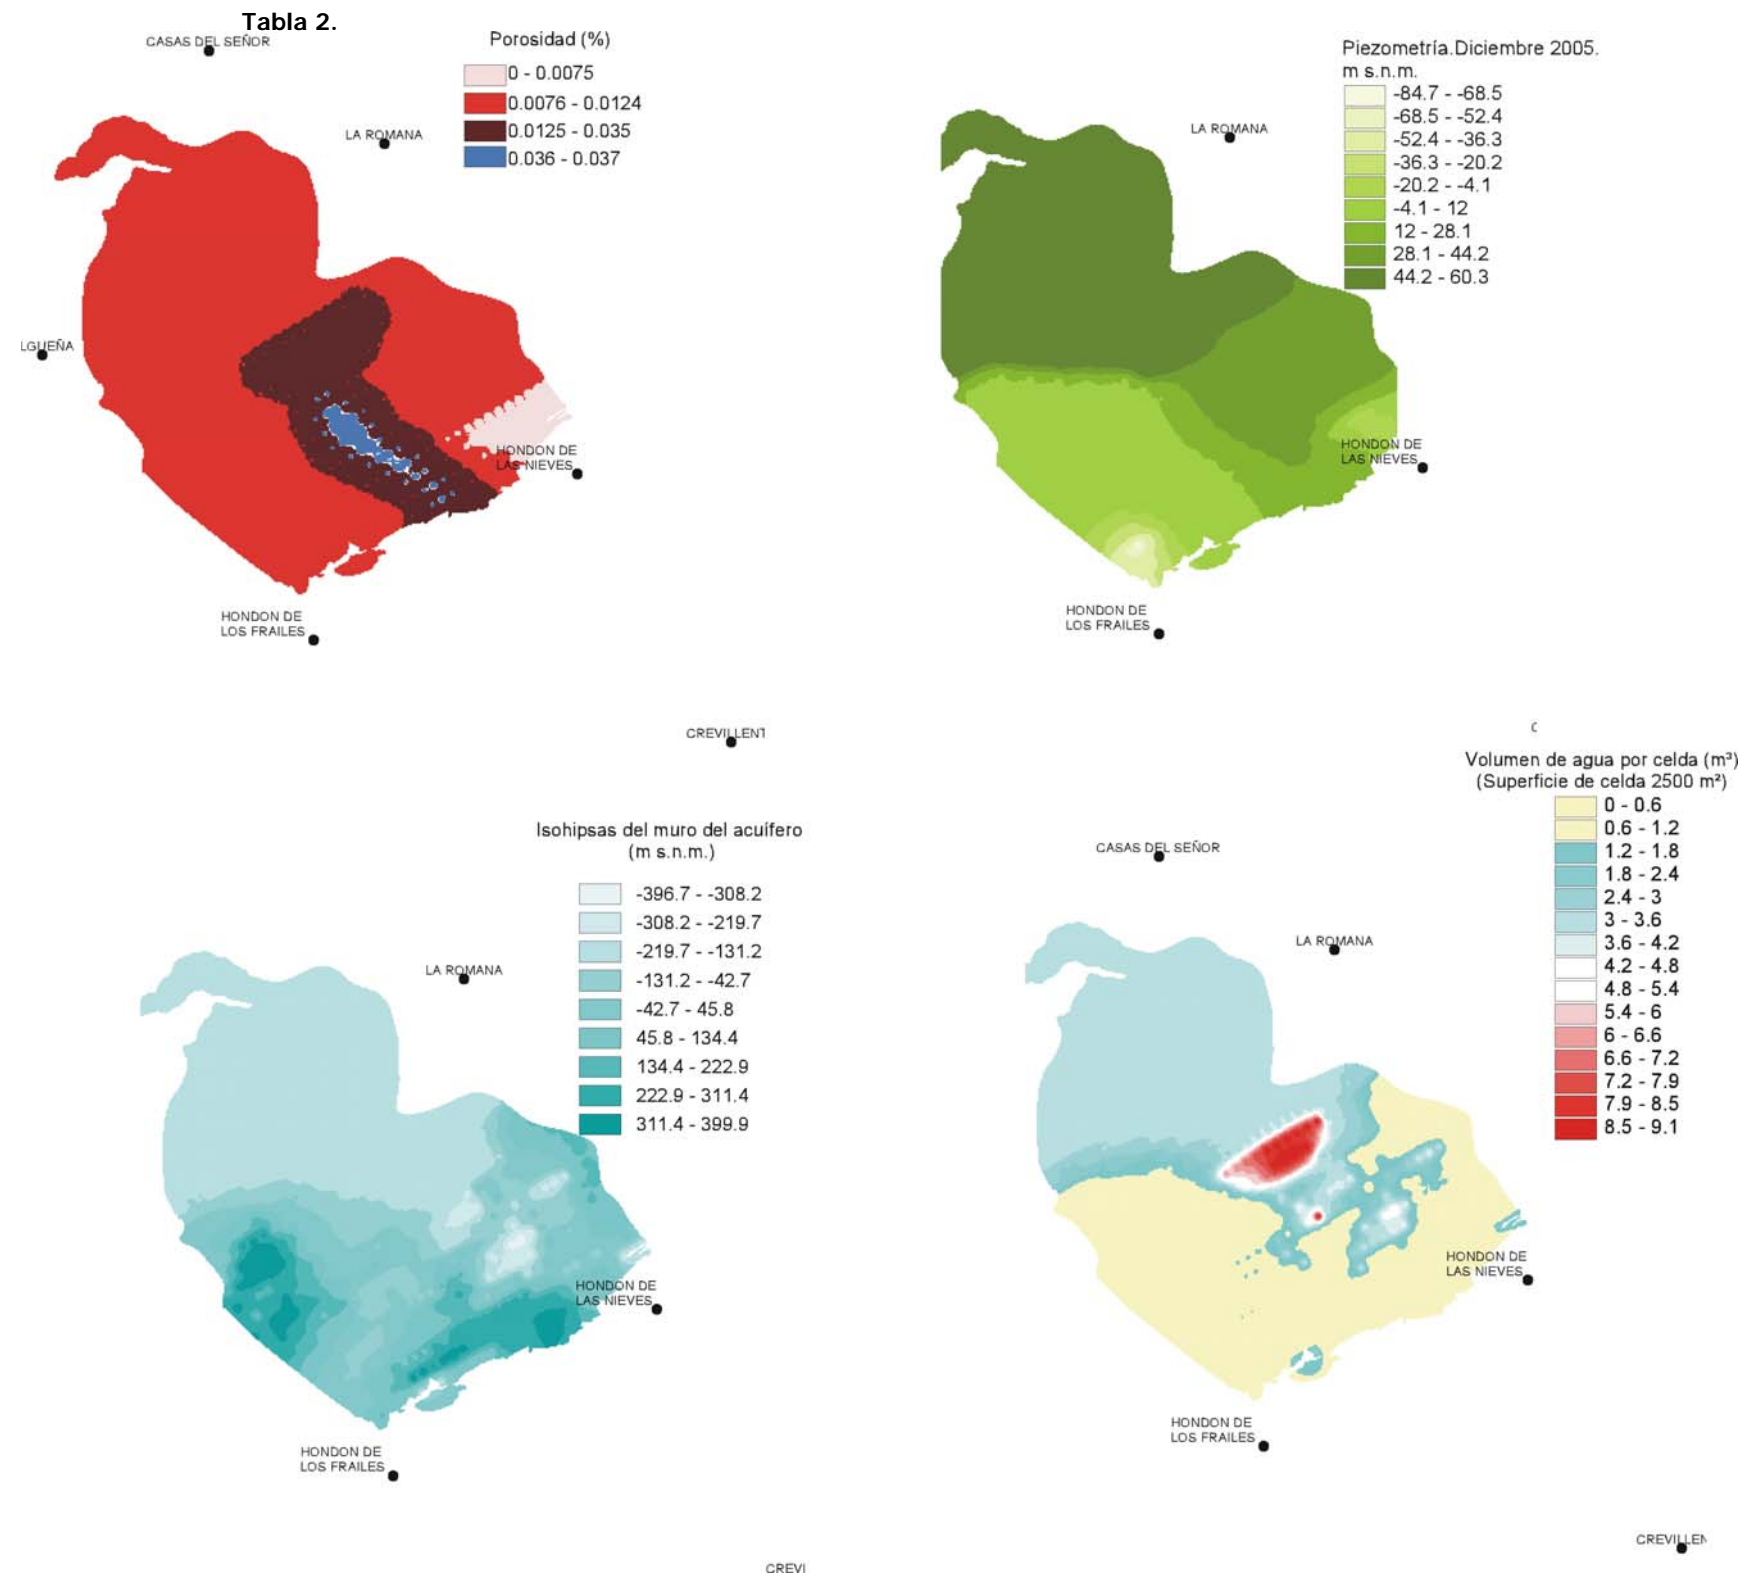 Tabla 2.
CASAS DEL SEÑOR
LA ROMANA
LGUEÑA
HONDON DE
LAS NIEVES
HONDON DE
LOS FRAILES
Porosidad (%)
0 - 0.0075
0.0076 - 0.0124
0.0125 - 0.035
0.036 - 0.037
Piezometría.Diciembre 2005.
m s.n.m.
-84.7 - -68.5
-68.5 - -52.4
-52.4 - -36.3
-36.3 - -20.2
-20.2 - -4.1
-4.1 - 12
12 - 28.1
28.1 - 44.2
44.2 - 60.3
LA ROMANA
HONDON DE
LAS NIEVES
HONDON DE
LOS FRAILES
CREVILLENT
Isohipsas del muro del acuífero
(m s.n.m.)
-396.7 - -308.2
-308.2 - -219.7
-219.7 - -131.2
-131.2 - -42.7
-42.7 - 45.8
45.8 - 134.4
134.4 - 222.9
222.9 - 311.4
311.4 - 399.9
LA ROMANA
HONDON DE
LAS NIEVES
HONDON DE
LOS FRAILES
CREVI
Volumen de agua por celda (m³)
(Superficie de celda 2500 m²)
0 - 0.6
0.6 - 1.2
1.2 - 1.8
1.8 - 2.4
2.4 - 3
3 - 3.6
3.6 - 4.2
4.2 - 4.8
4.8 - 5.4
5.4 - 6
6 - 6.6
6.6 - 7.2
7.2 - 7.9
7.9 - 8.5
8.5 - 9.1
CASAS DEL SEÑOR
LA ROMANA
HONDON DE
LAS NIEVES
HONDON DE
LOS FRAILES
CREVILLEN